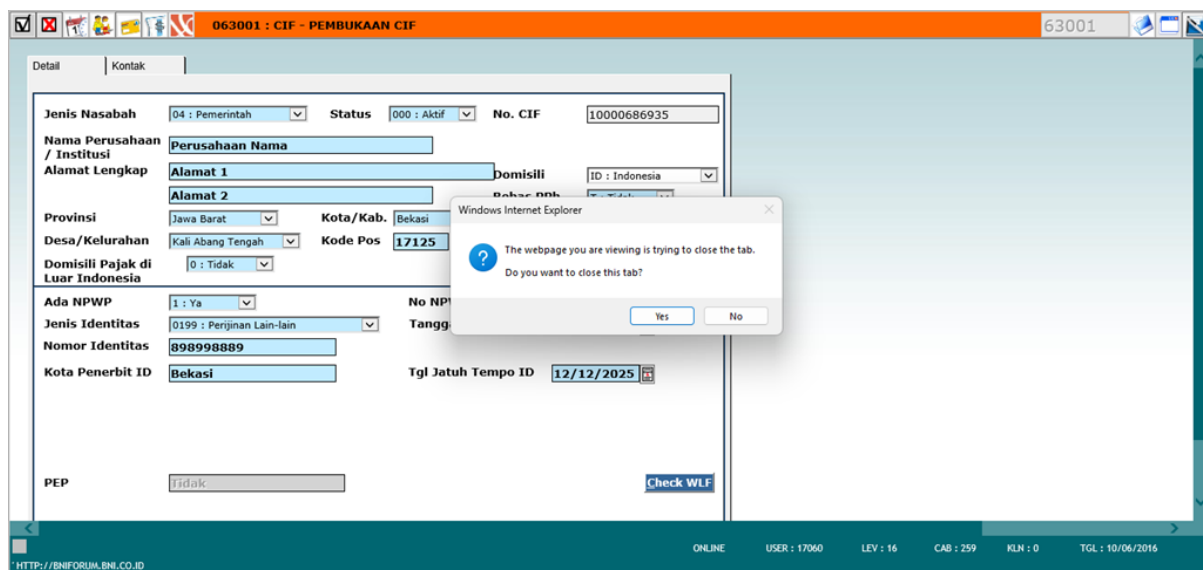 063001 : CIF - PEMBUKAAN CIF
63001
Detail
Kontak
Jenis Nasabah
04 : Pemerintah
Status
000 : Aktif
No. CIF
10000686935
Nama Perusahaan
/ Institusi
Perusahaan Nama
Alamat Lengkap
Alamat 1
Domisili
ID : Indonesia
Alamat 2
Provinsi
Jawa Barat
Kota/Kab.
Bekasi
Desa/Kelurahan
Kali Abang Tengah
Kode Pos
17125
Domisili Pajak di
Luar Indonesia
0 : Tidak
Windows Internet Explorer
The webpage you are viewing is trying to close the tab.
Do you want to close this tab?
Yes
No
Ada NPWP
1 : Ya
Jenis Identitas
0199 : Perijinan Lain-lain
Nomor Identitas
898998889
Kota Penerbit ID
Bekasi
Tgl Jatuh Tempo ID
12/12/2025
PEP
Tidak
Check WLF
ONLINE
USER : 17060
LEV : 16
CAB : 259
KLN : 0
TGL : 10/06/2016
HTTP://BNIFORUM.BNI.CO.ID